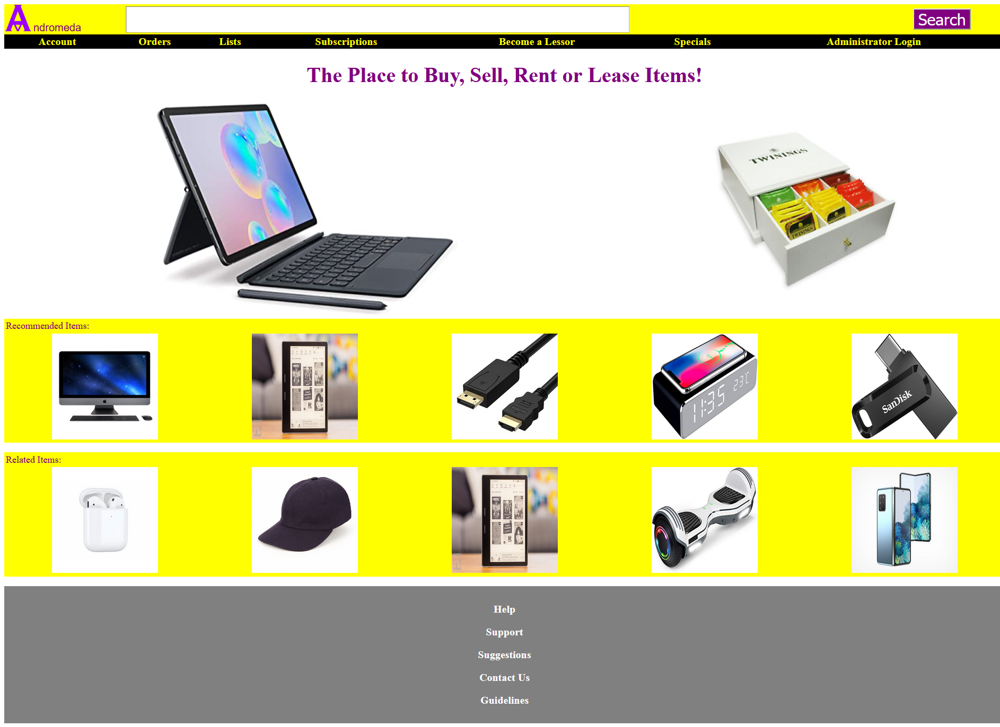 Andromeda
Search
Account Orders Lists Subscriptions Become a Lessor Specials Administrator Login
The Place to Buy, Sell, Rent or Lease Items!
TWININGS
TWININGS
Recommended Items:
11:35 23℃
SanDisk
Related Items:
Help
Support
Suggestions
Contact Us
Guidelines